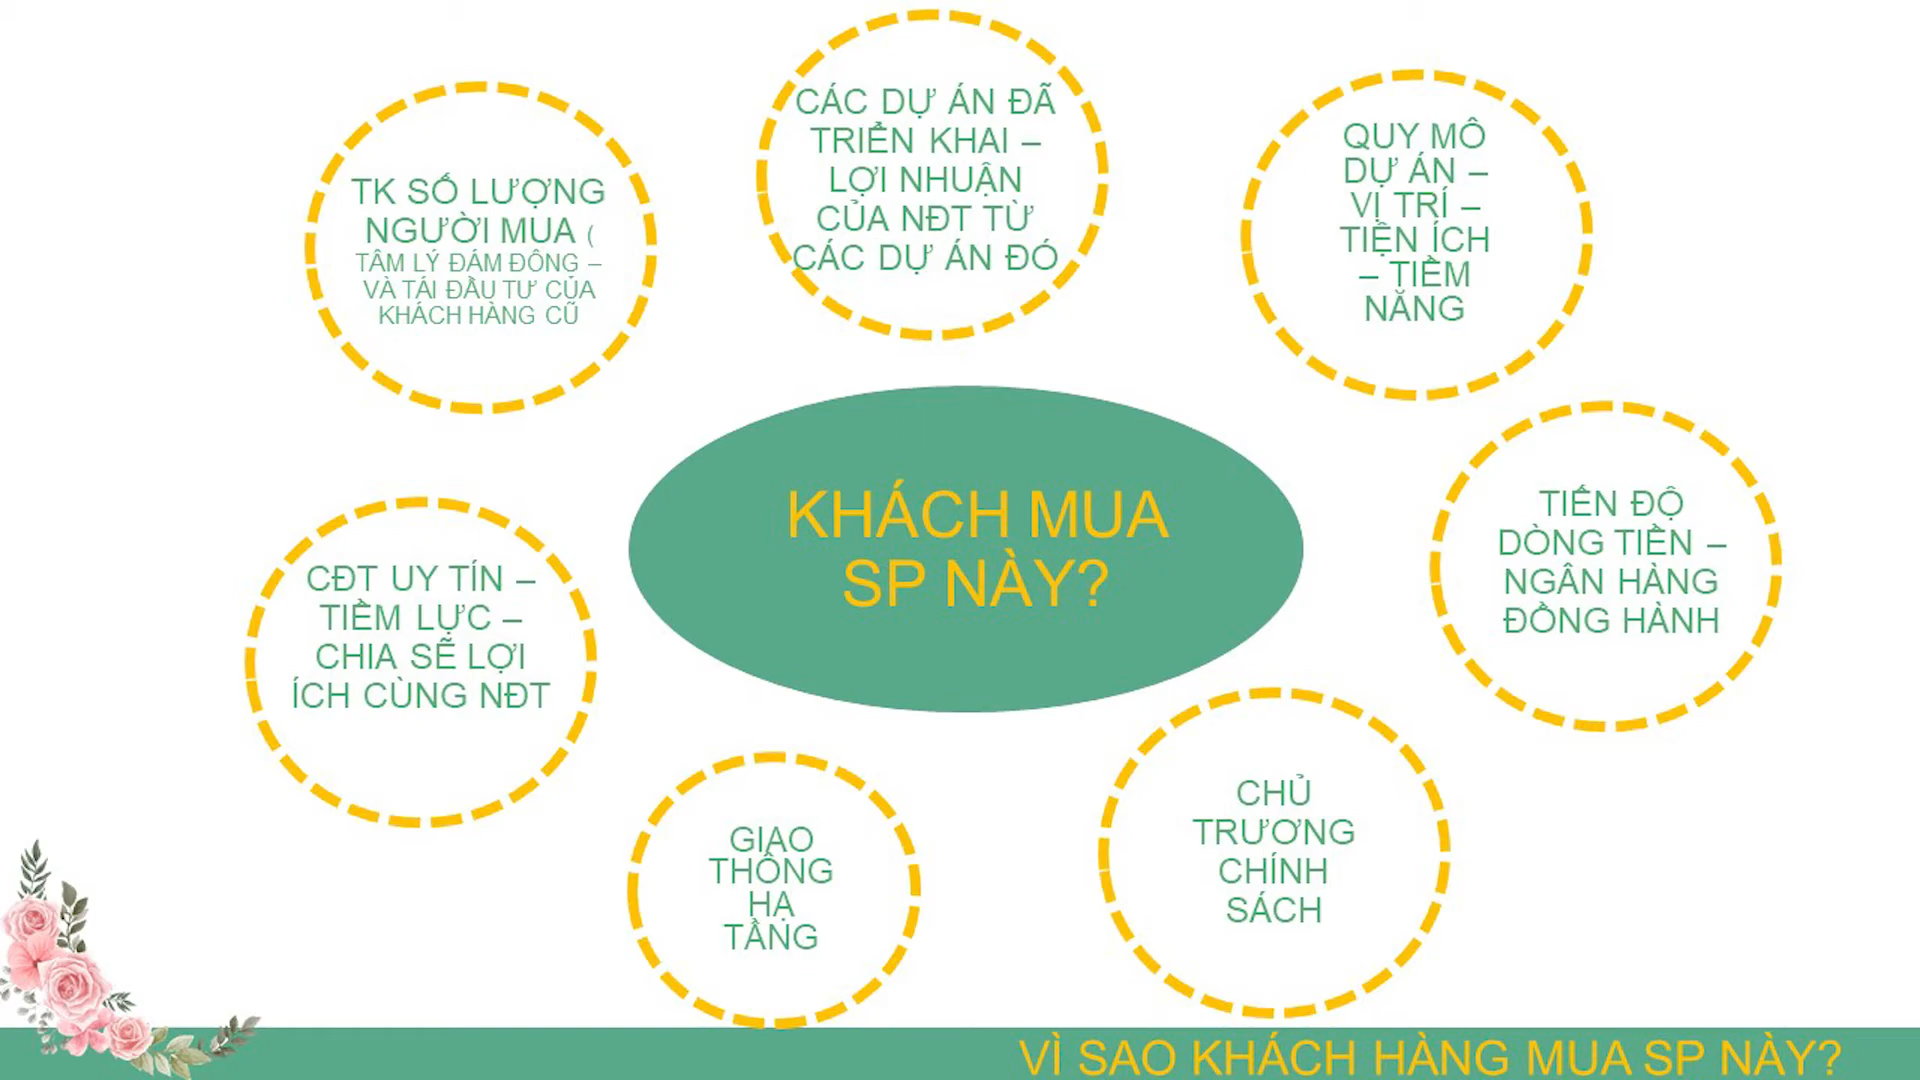 CÁC DỰ ÁN ĐÃ
TRIỂN KHAI –
LỢI NHUẬN
CỦA NĐT TỪ
CÁC DỰ ÁN ĐÓ
QUY MÔ
DỰ ÁN –
VỊ TRÍ –
TIỆN ÍCH
– TIỀM
NĂNG
TK SỐ LƯỢNG
NGƯỜI MUA (
TÂM LÝ ĐÁM ĐÔNG –
VÀ TÁI ĐẦU TƯ CỦA
KHÁCH HÀNG CŨ
KHÁCH MUA
SP NÀY?
TIẾN ĐỘ
DÒNG TIỀN –
NGÂN HÀNG
ĐỒNG HÀNH
CĐT UY TÍN –
TIỀM LỰC –
CHIA SẼ LỢI
ÍCH CÙNG NĐT
CHỦ
TRƯƠNG
CHÍNH
SÁCH
GIAO
THÔNG
HẠ
TẦNG
VÌ SAO KHÁCH HÀNG MUA SP NÀY?